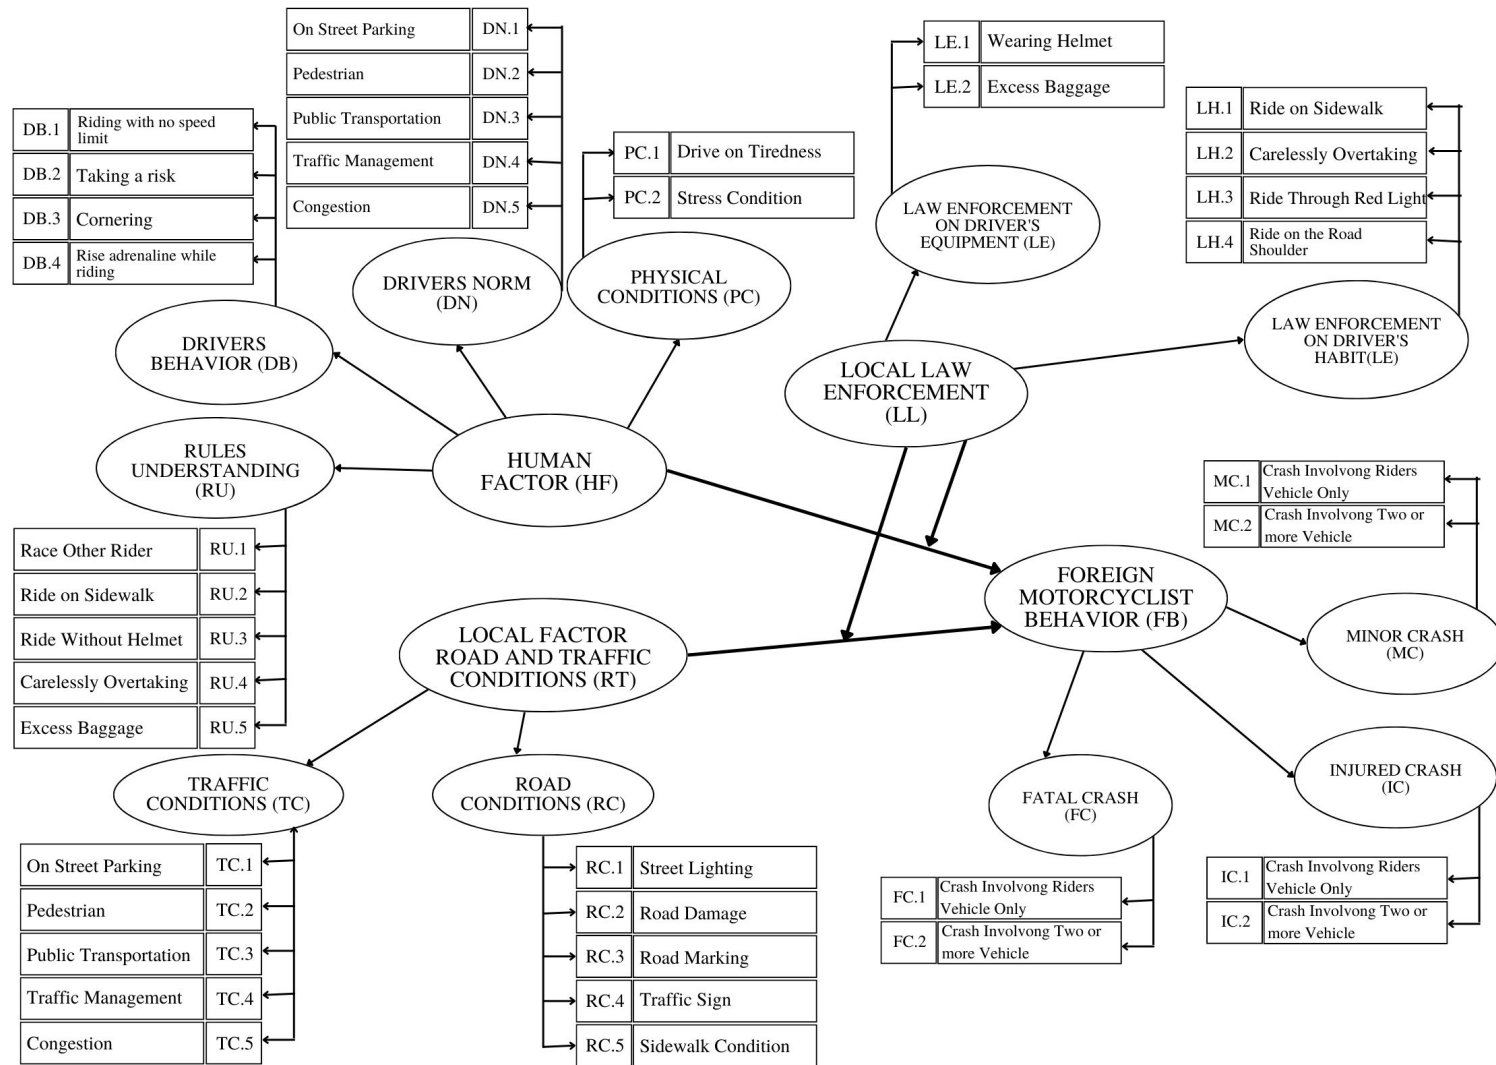 On Street Parking
DN.1
Pedestrian
DN.2
Public Transportation
DN.3
Traffic Management
DN.4
Congestion
DN.5
DB.1
Riding with no speed
limit
DB.2
Taking a risk
DB.3
Cornering
DB.4
Rise adrenaline while
riding
PC.1
Drive on Tiredness
PC.2
Stress Condition
LE.1
Wearing Helmet
LE.2
Excess Baggage
LH.1
Ride on Sidewalk
LH.2
Carelessly Overtaking
LH.3
Ride Through Red Light
LH.4
Ride on the Road
Shoulder
DRIVERS
BEHAVIOR (DB)
DRIVERS NORM
(DN)
PHYSICAL
CONDITIONS (PC)
LAW ENFORCEMENT
ON DRIVER'S
EQUIPMENT (LE)
LAW ENFORCEMENT
ON DRIVER'S
HABIT(LE)
LOCAL LAW
ENFORCEMENT
(LL)
RULES
UNDERSTANDING
(RU)
HUMAN
FACTOR (HF)
MC.1
Crash Involvong Riders
Vehicle Only
MC.2
Crash Involvong Two or
more Vehicle
Race Other Rider
RU.1
Ride on Sidewalk
RU.2
Ride Without Helmet
RU.3
Carelessly Overtaking
RU.4
Excess Baggage
RU.5
LOCAL FACTOR
ROAD AND TRAFFIC
CONDITIONS (RT)
FOREIGN
MOTORCYCLIST
BEHAVIOR (FB)
MINOR CRASH
(MC)
TRAFFIC
CONDITIONS (TC)
ROAD
CONDITIONS (RC)
FATAL CRASH
(FC)
INJURED CRASH
(IC)
On Street Parking
TC.1
Pedestrian
TC.2
Public Transportation
TC.3
Traffic Management
TC.4
Congestion
TC.5
RC.1
Street Lighting
RC.2
Road Damage
RC.3
Road Marking
RC.4
Traffic Sign
RC.5
Sidewalk Condition
FC.1
Crash Involvong Riders
Vehicle Only
FC.2
Crash Involvong Two or
more Vehicle
IC.1
Crash Involvong Riders
Vehicle Only
IC.2
Crash Involvong Two or
more Vehicle